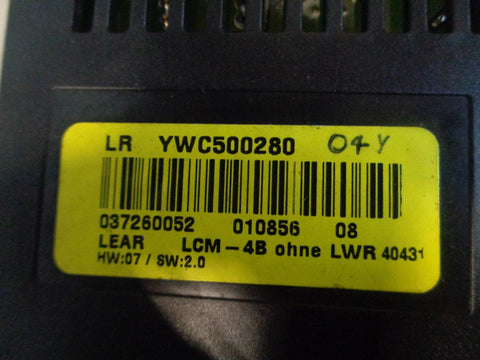 LR YWC500280 04Y
037260052 010856 08
LEAR LCM-4B ohne LWR 40431
HW:07 / SW:2.0